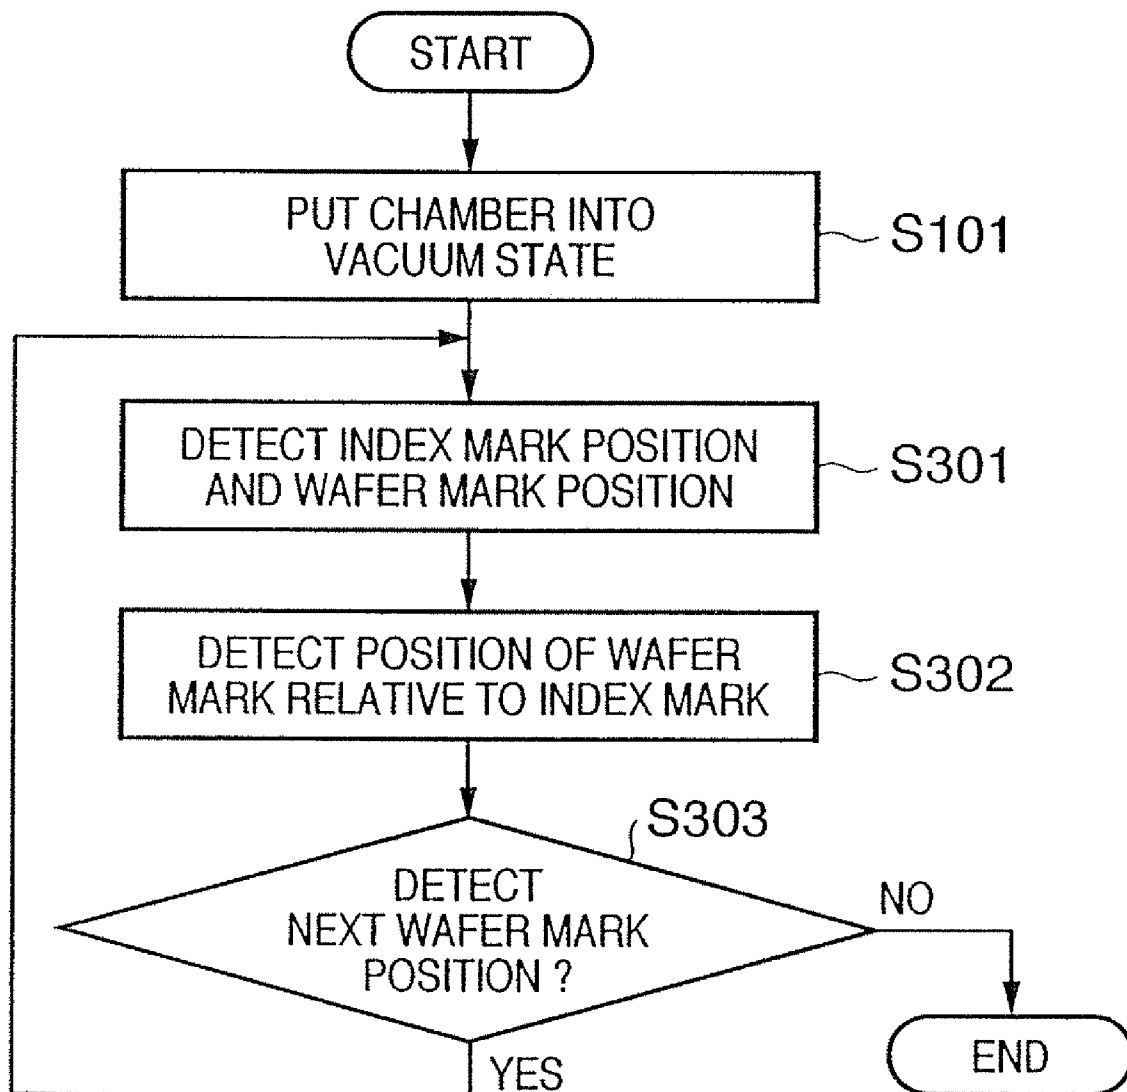 START
PUT CHAMBER INTO
VACUUM STATE
S101
DETECT INDEX MARK POSITION
AND WAFER MARK POSITION
S301
DETECT POSITION OF WAFER
MARK RELATIVE TO INDEX MARK
S302
S303
DETECT
NEXT WAFER MARK
POSITION ?
NO
YES
END